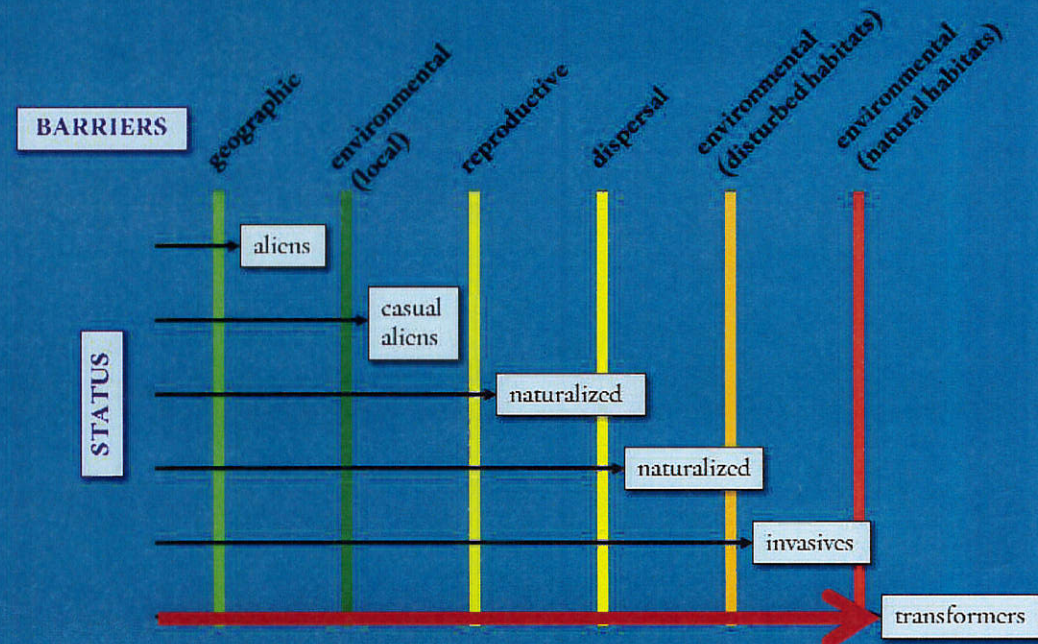 BARRIERS
geographic
environmental
(local)
reproductive
dispersal
environmental
(disturbed habitats)
environmental
(natural habitats)
STATUS
aliens
casual
aliens
naturalized
naturalized
invasives
transformers